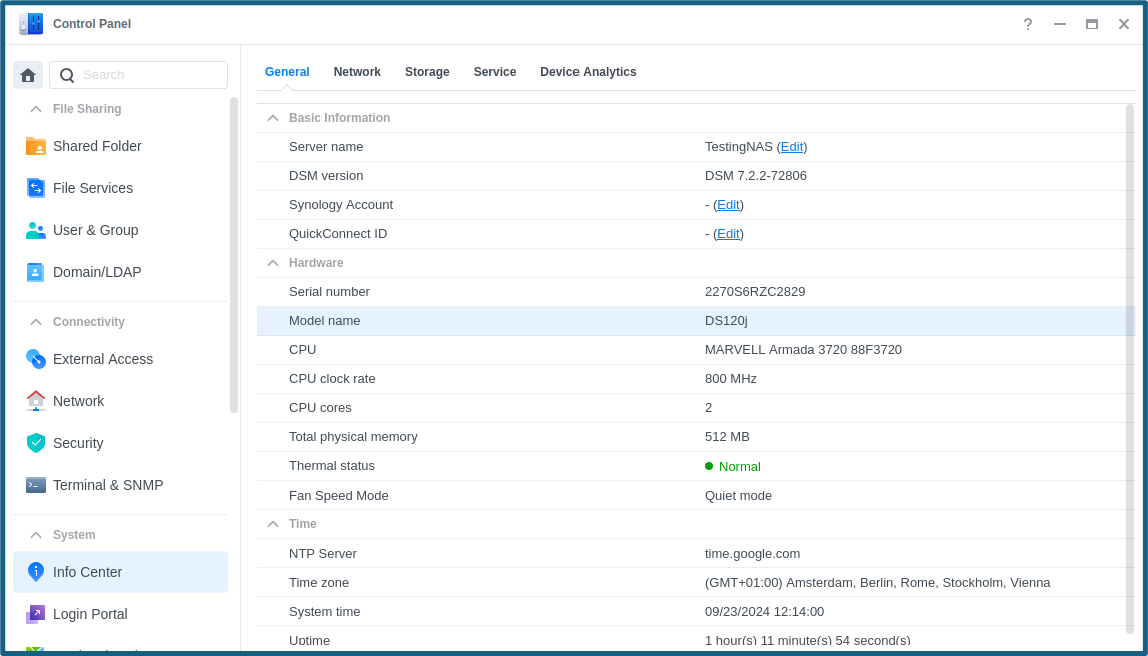 Control Panel
?
Search
File Sharing
Shared Folder
File Services
User & Group
Domain/LDAP
Connectivity
External Access
Network
Security
Terminal & SNMP
System
Info Center
Login Portal
General Network Storage Service Device Analytics
Basic Information
Server name TestingNAS (Edit)
DSM version DSM 7.2.2-72806
Synology Account - (Edit)
QuickConnect ID - (Edit)
Hardware
Serial number 2270S6RZC2829
Model name DS120j
CPU MARVELL Armada 3720 88F3720
CPU clock rate 800 MHz
CPU cores 2
Total physical memory 512 MB
Thermal status Normal
Fan Speed Mode Quiet mode
Time
NTP Server time.google.com
Time zone (GMT+01:00) Amsterdam, Berlin, Rome, Stockholm, Vienna
System time 09/23/2024 12:14:00
Uptime 1 hour(s) 11 minute(s) 54 second(s)